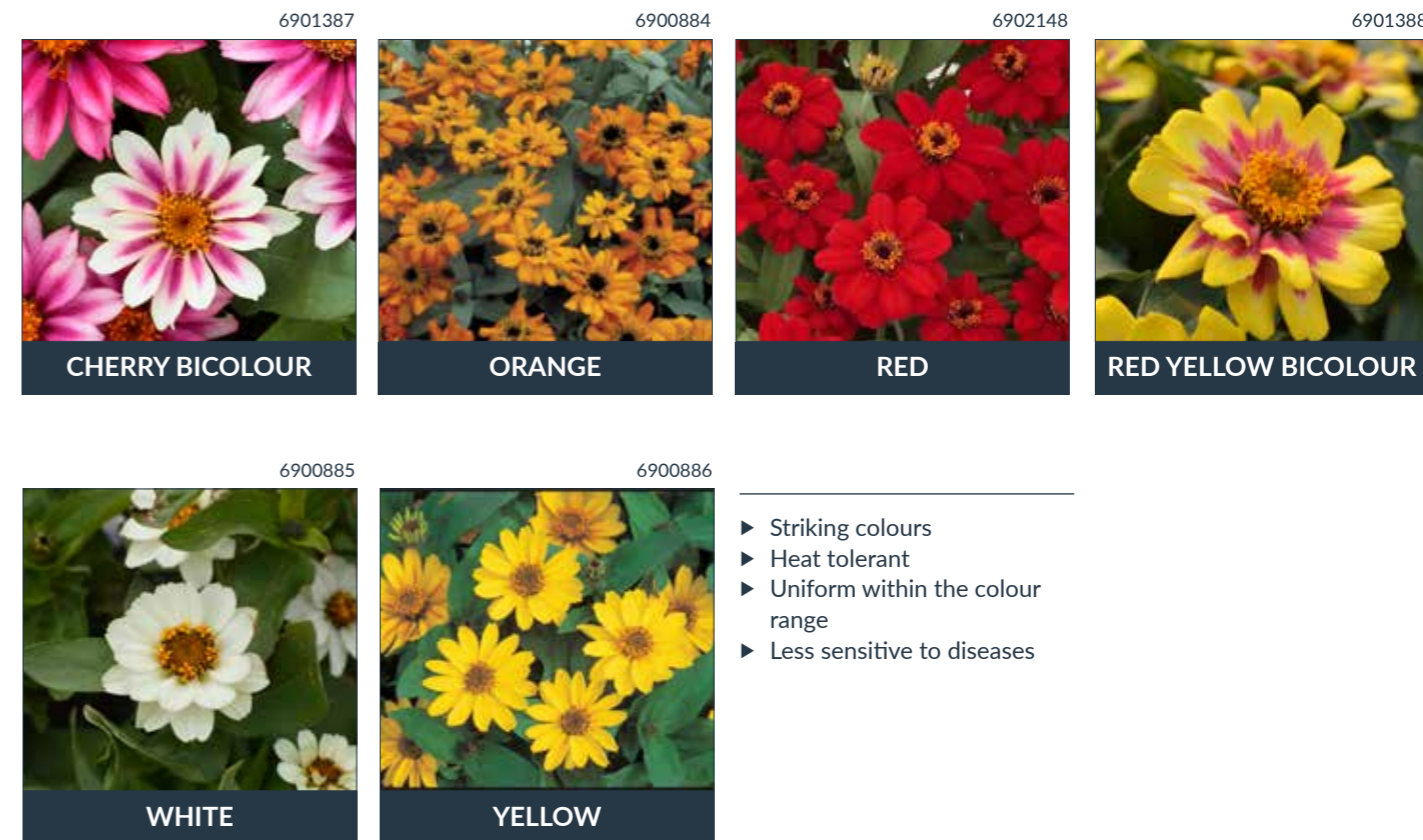 6901387
6900884
6902148
6901388
CHERRY BICOLOUR
ORANGE
RED
RED YELLOW BICOLOUR
6900885
6900886
WHITE
YELLOW
Striking colours
Heat tolerant
Uniform within the colour
range
Less sensitive to diseases